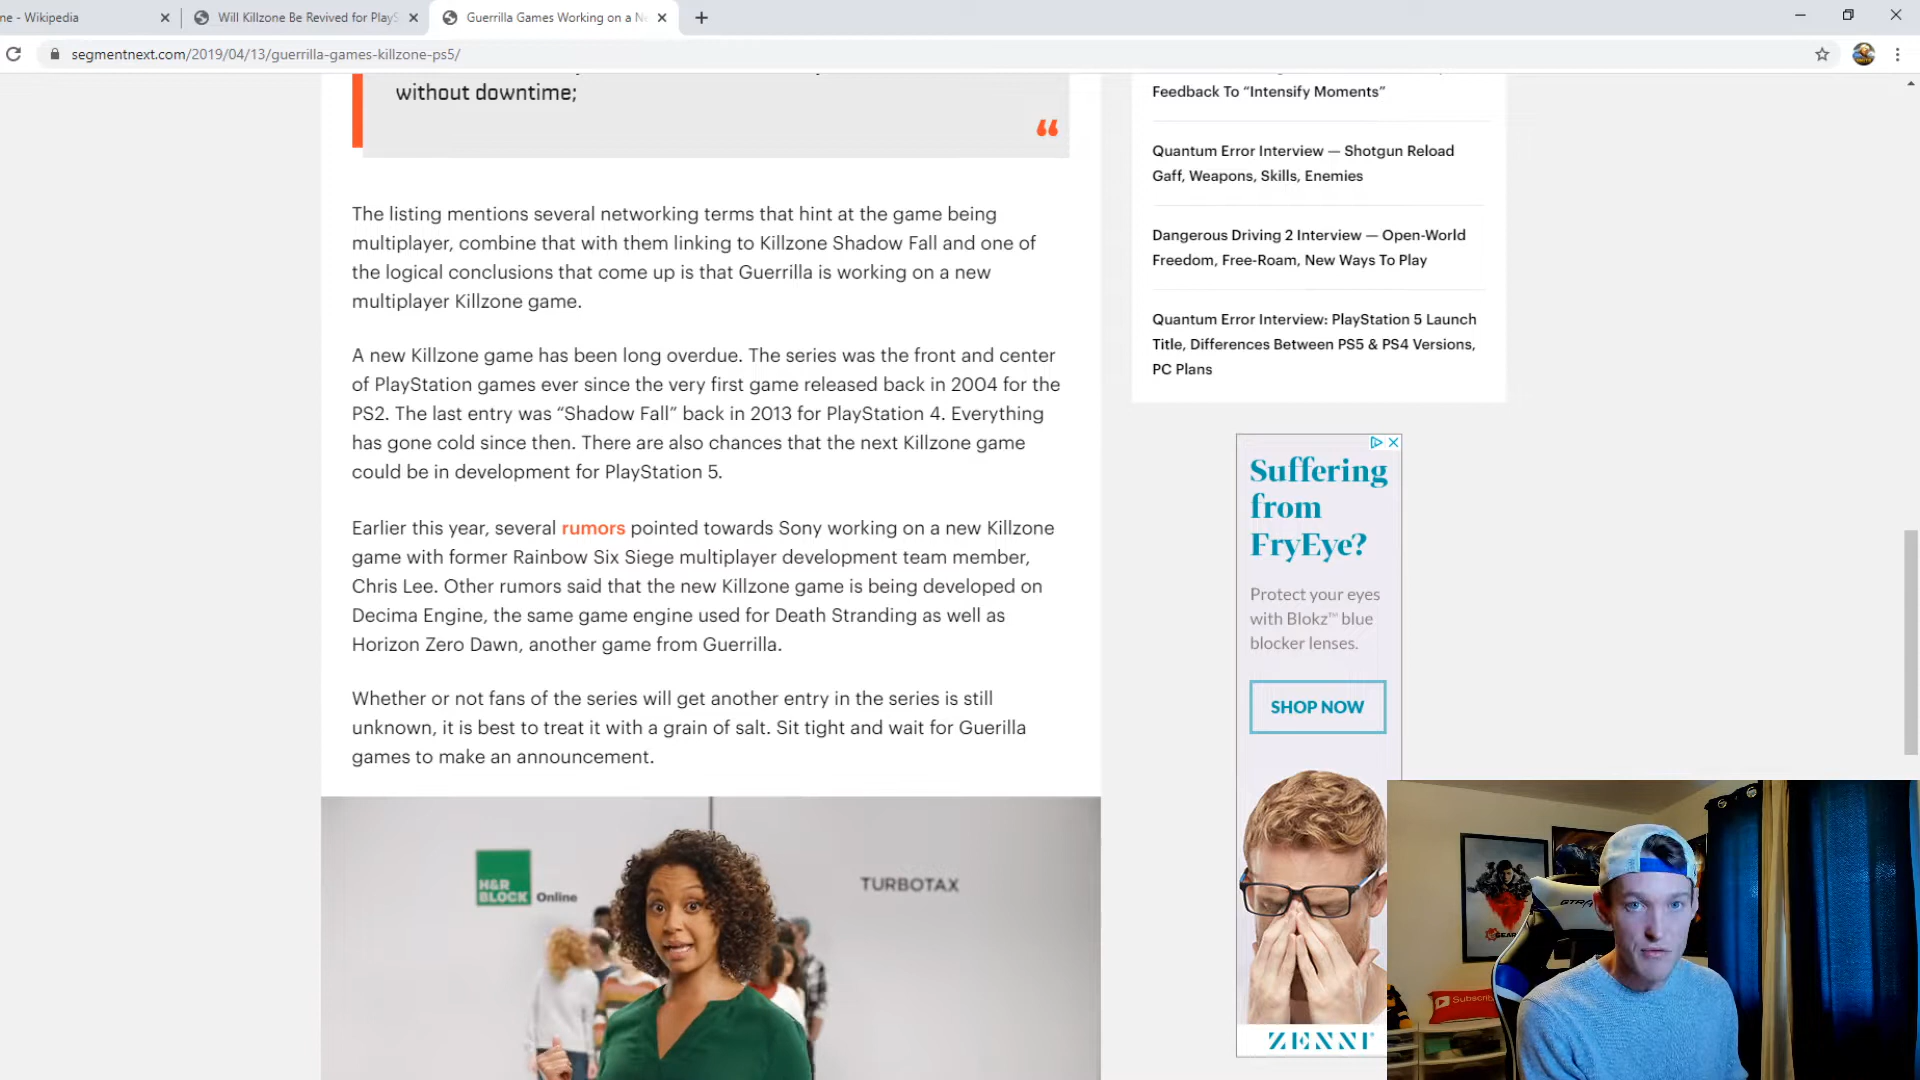 ne - Wikipedia
Will Killzone Be Revived for PlayS
Guerrilla Games Working on a N
segmentnext.com/2019/04/13/guerrilla-games-killzone-ps5/
without downtime;
“
The listing mentions several networking terms that hint at the game being
multiplayer, combine that with them linking to Killzone Shadow Fall and one of
the logical conclusions that come up is that Guerrilla is working on a new
multiplayer Killzone game.
A new Killzone game has been long overdue. The series was the front and center
of PlayStation games ever since the very first game released back in 2004 for the
PS2. The last entry was “Shadow Fall” back in 2013 for PlayStation 4. Everything
has gone cold since then. There are also chances that the next Killzone game
could be in development for PlayStation 5.
Earlier this year, several rumors pointed towards Sony working on a new Killzone
game with former Rainbow Six Siege multiplayer development team member,
Chris Lee. Other rumors said that the new Killzone game is being developed on
Decima Engine, the same game engine used for Death Stranding as well as
Horizon Zero Dawn, another game from Guerrilla.
Whether or not fans of the series will get another entry in the series is still
unknown, it is best to treat it with a grain of salt. Sit tight and wait for Guerilla
games to make an announcement.
H&R
BLOCK Online
TURBOTAX
Feedback To “Intensify Moments”
Quantum Error Interview — Shotgun Reload
Gaff, Weapons, Skills, Enemies
Dangerous Driving 2 Interview — Open-World
Freedom, Free-Roam, New Ways To Play
Quantum Error Interview: PlayStation 5 Launch
Title, Differences Between PS5 & PS4 Versions,
PC Plans
Suffering
from
FryEye?
Protect your eyes
with Blokz™ blue
blocker lenses.
SHOP NOW
ZENNI
GEAR
GTRA
Subscri